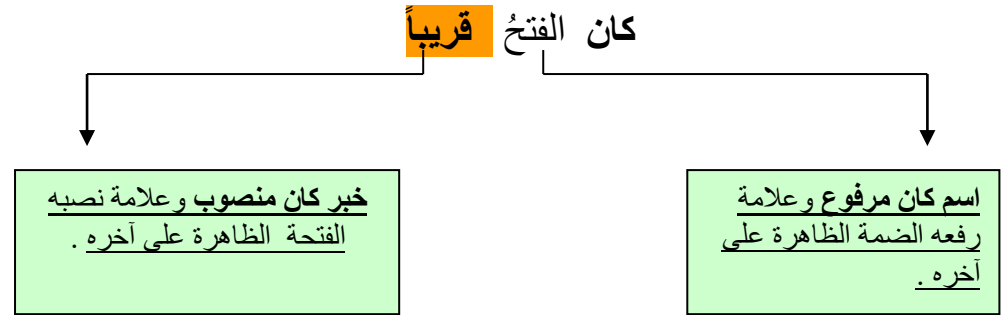 كان الفتحُ قريباً
اسم كان مرفوع وعلامة
رفعه الضمة الظاهرة على
آخره .
خبر كان منصوب وعلامة نصبه
الفتحة الظاهرة على آخره .